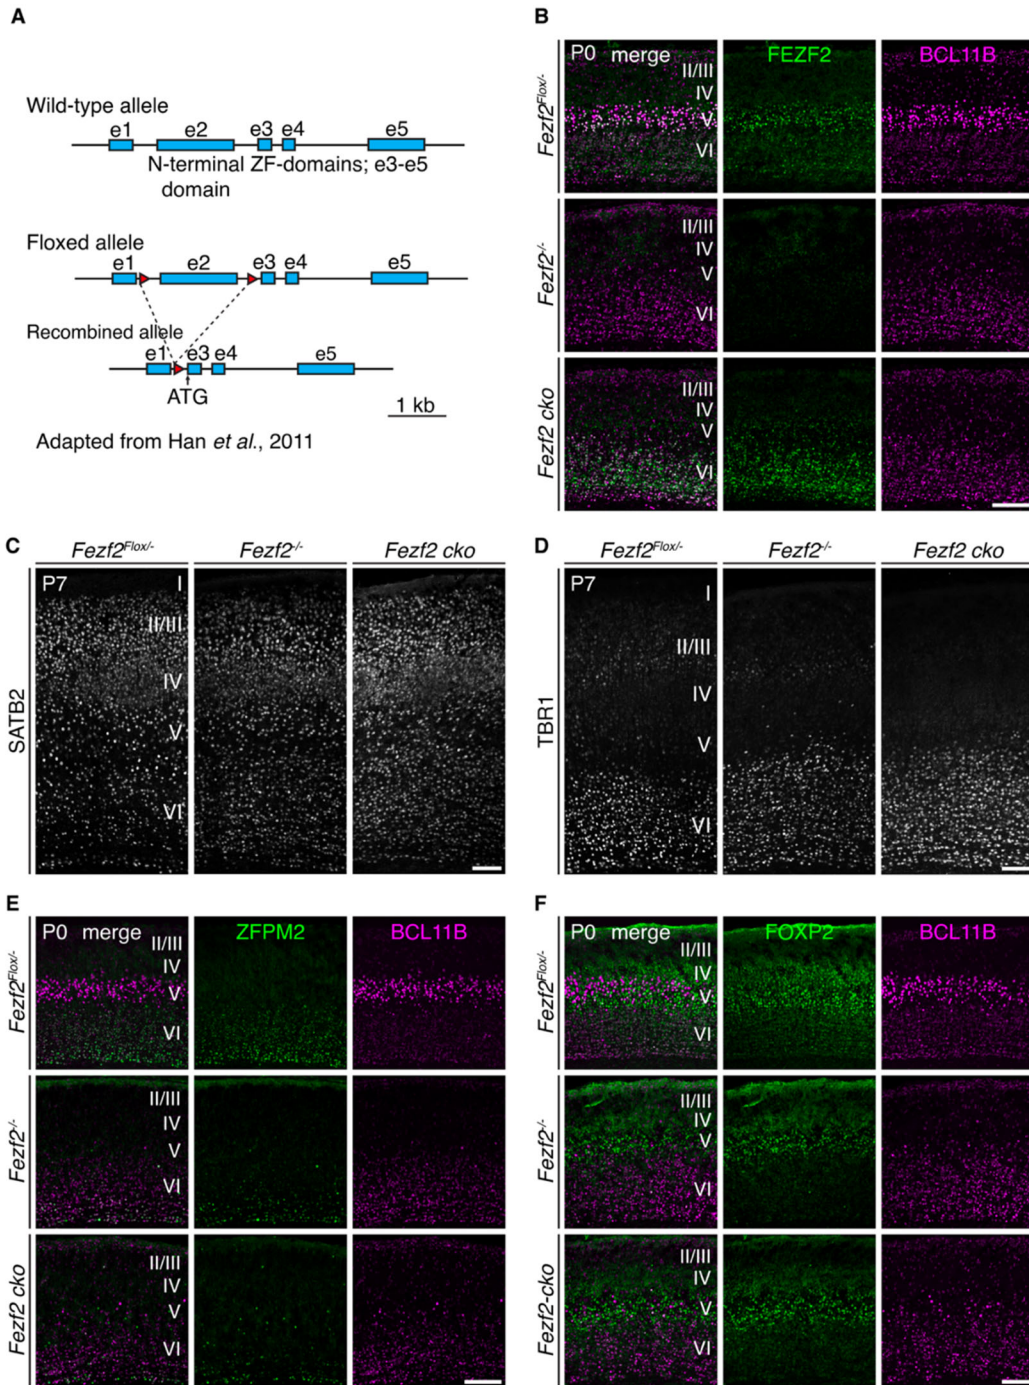 A
Wild-type allele
e1 e2 e3 e4 e5
N-terminal ZF-domains; e3-e5
domain
Floxed allele
e1 e2 e3 e4 e5
Recombined allele
e1 e3 e4 e5
ATG
1 kb
Adapted from Han et al., 2011
B
P0 merge FEZF2 BCL11B
Fezf2Flox/-
II/III
IV
V
VI
Fezf2-/-
II/III
IV
V
VI
Fezf2 cko
II/III
IV
V
VI
C
Fezf2Flox/- Fezf2-/- Fezf2 cko
SATB2
P7 I
II/III
IV
V
VI
D
Fezf2Flox/- Fezf2-/- Fezf2 cko
TBR1
P7 I
II/III
IV
V
VI
E
P0 merge ZFPM2 BCL11B
Fezf2Flox/-
II/III
IV
V
VI
Fezf2-/-
II/III
IV
V
VI
Fezf2 cko
II/III
IV
V
VI
F
P0 merge FOXP2 BCL11B
Fezf2Flox/-
II/III
IV
V
VI
Fezf2-/-
II/III
IV
V
VI
Fezf2-cko
II/III
IV
V
VI